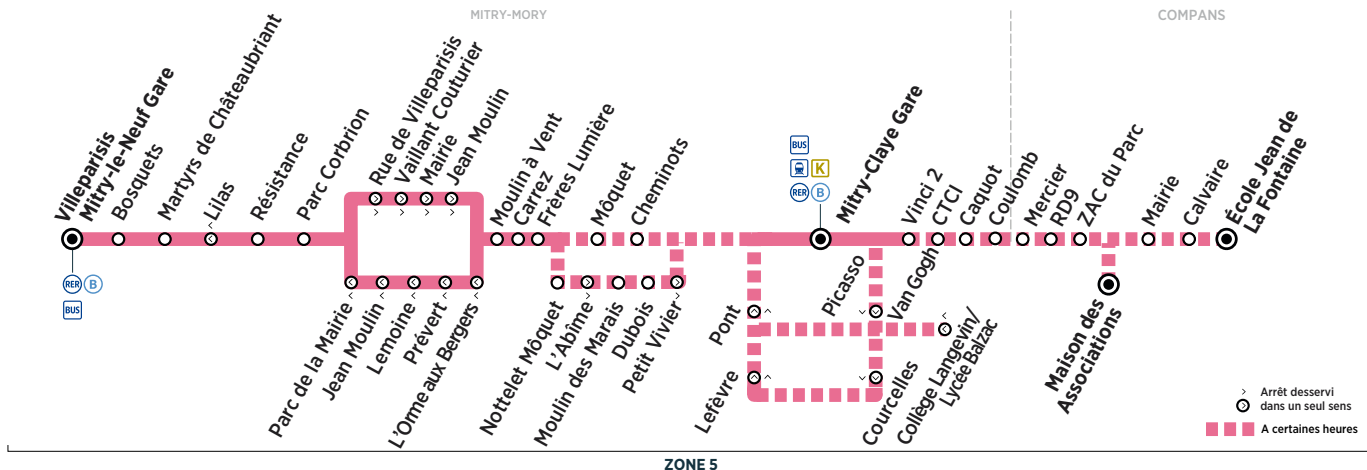 MITRY-MORY
COMPANS
Villeparisis
Mitry-le-Neuf Gare
Bosquets
Martyrs de Châteaubriant
Lilas
Résistance
Parc Corbrion
Rue de Villeparisis
Vaillant Couturier
Mairie
Jean Moulin
Moulin à Vent
Carrez
Frères Lumière
Môquet
Cheminots
BUS
K
RER B
Mitry-Claye Gare
Vinci 2
CTCI
Caquot
Coulomb
Mercier
RD9
ZAC du Parc
Mairie
Calvaire
École Jean de
La Fontaine
RER B
BUS
Parc de la Mairie
Jean Moulin
Lemoine
Prévert
L'Orme aux Bergers
Nottelet Môquet
L'Abîme
Moulin des Marais
Dubois
Petit Vivier
Pont
Lefèvre
Picasso
Van Gogh
Courcelles
Collège Langevin/
Lycée Balzac
Maison des
Associations
Arrêt desservi
dans un seul sens
A certaines heures
ZONE 5